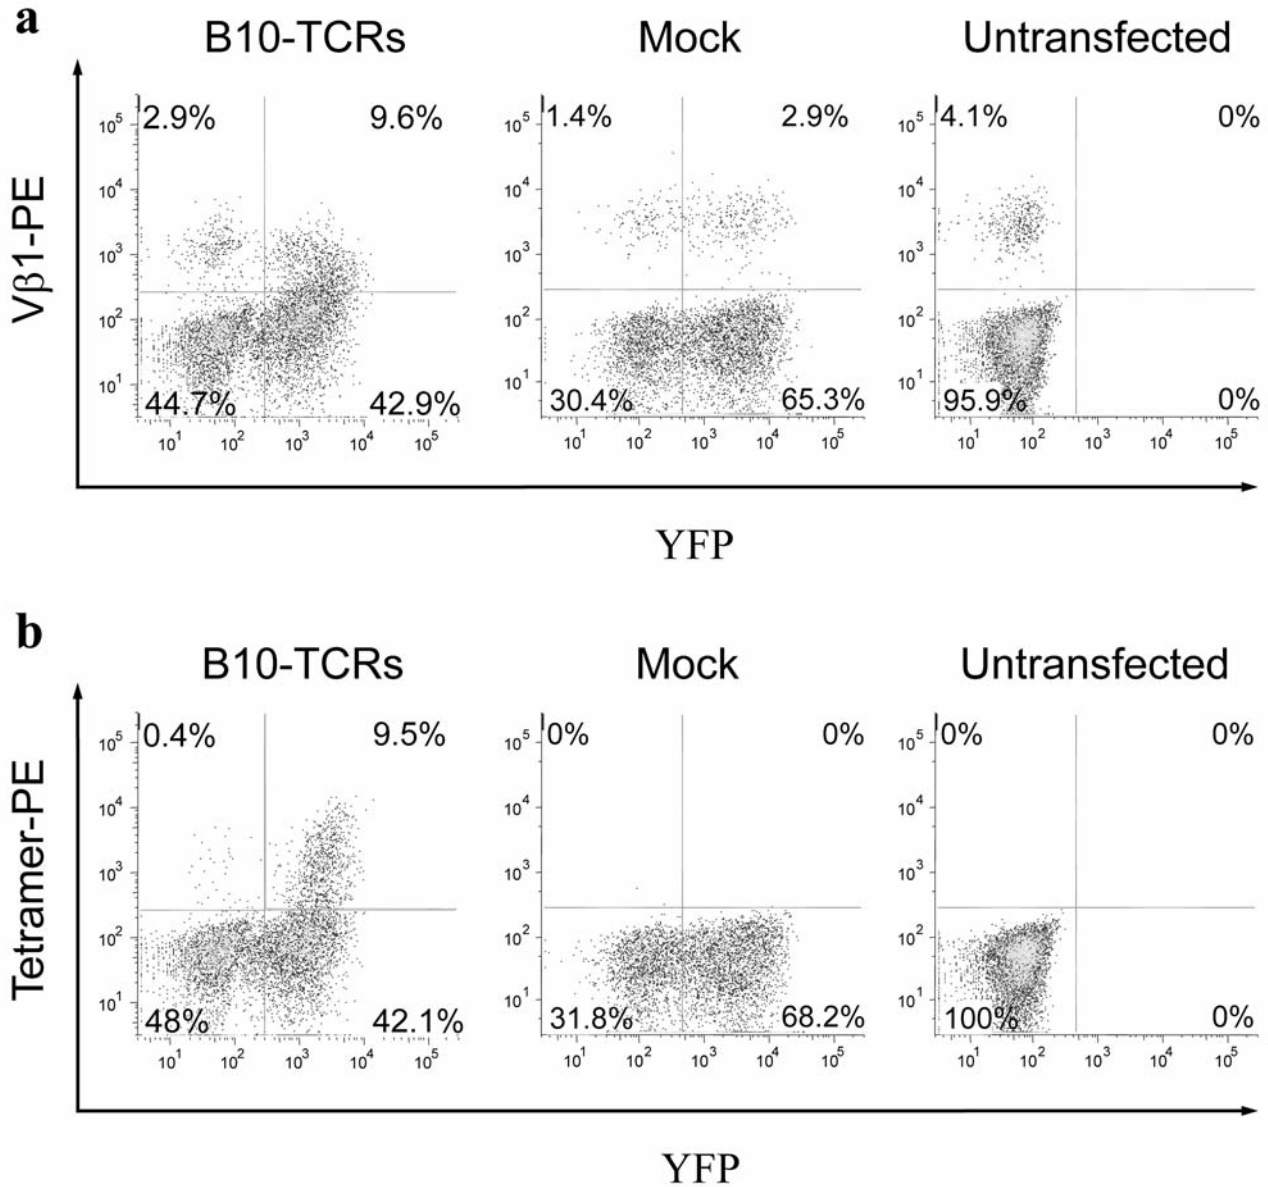 a
B10-TCRs Mock Untransfected
2.9% 9.6% 1.4% 2.9% 4.1% 0%
10⁵ 10⁵ 10⁵
10⁴ 10⁴ 10⁴
10³ 10³ 10³
10² 10² 10²
10¹ 10¹ 10¹
44.7% 42.9% 30.4% 65.3% 95.9% 0%
10¹ 10² 10³ 10⁴ 10⁵ 10¹ 10² 10³ 10⁴ 10⁵ 10¹ 10² 10³ 10⁴ 10⁵
Vβ1-PE
YFP
b
B10-TCRs Mock Untransfected
0.4% 9.5% 0% 0% 0% 0%
10⁵ 10⁵ 10⁵
10⁴ 10⁴ 10⁴
10³ 10³ 10³
10² 10² 10²
10¹ 10¹ 10¹
48% 42.1% 31.8% 68.2% 100% 0%
10¹ 10² 10³ 10⁴ 10⁵ 10¹ 10² 10³ 10⁴ 10⁵ 10¹ 10² 10³ 10⁴ 10⁵
Tetramer-PE
YFP